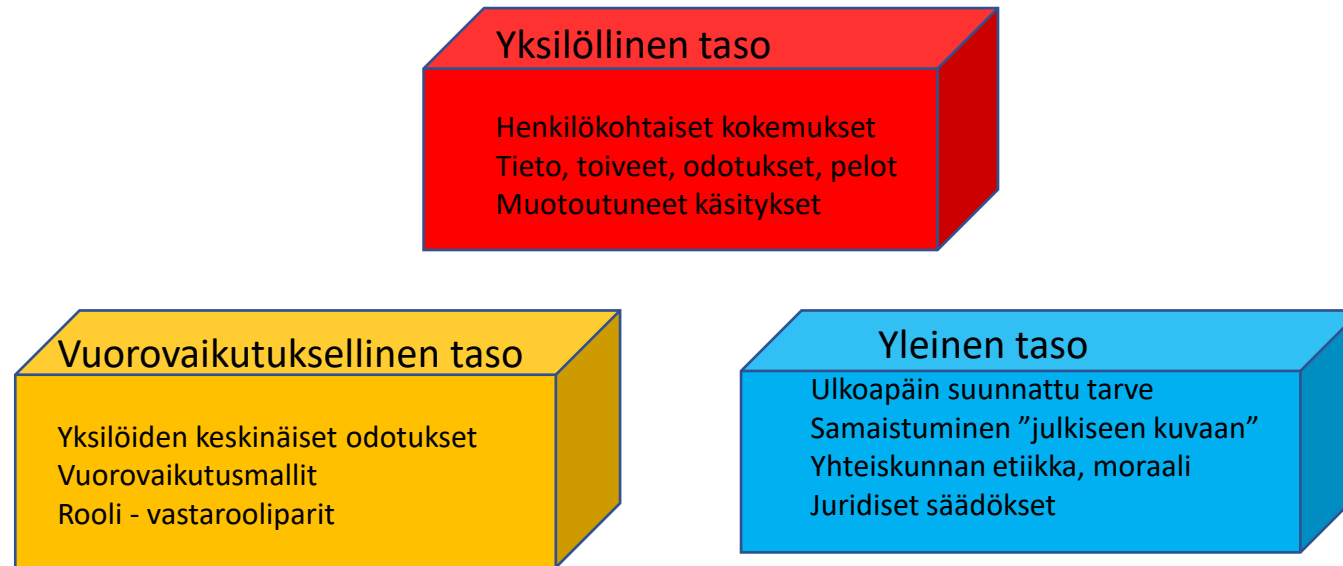 Yksilöllinen taso
Henkilökohtaiset kokemukset
Tieto, toiveet, odotukset, pelot
Muotoutuneet käsitykset
Vuorovaikutuksellinen taso
Yksilöiden keskinäiset odotukset
Vuorovaikutusmallit
Rooli - vastarooliparit
Yleinen taso
Ulkoapäin suunnattu tarve
Samaistuminen ”julkiseen kuvaan”
Yhteiskunnan etiikka, moraali
Juridiset säädökset